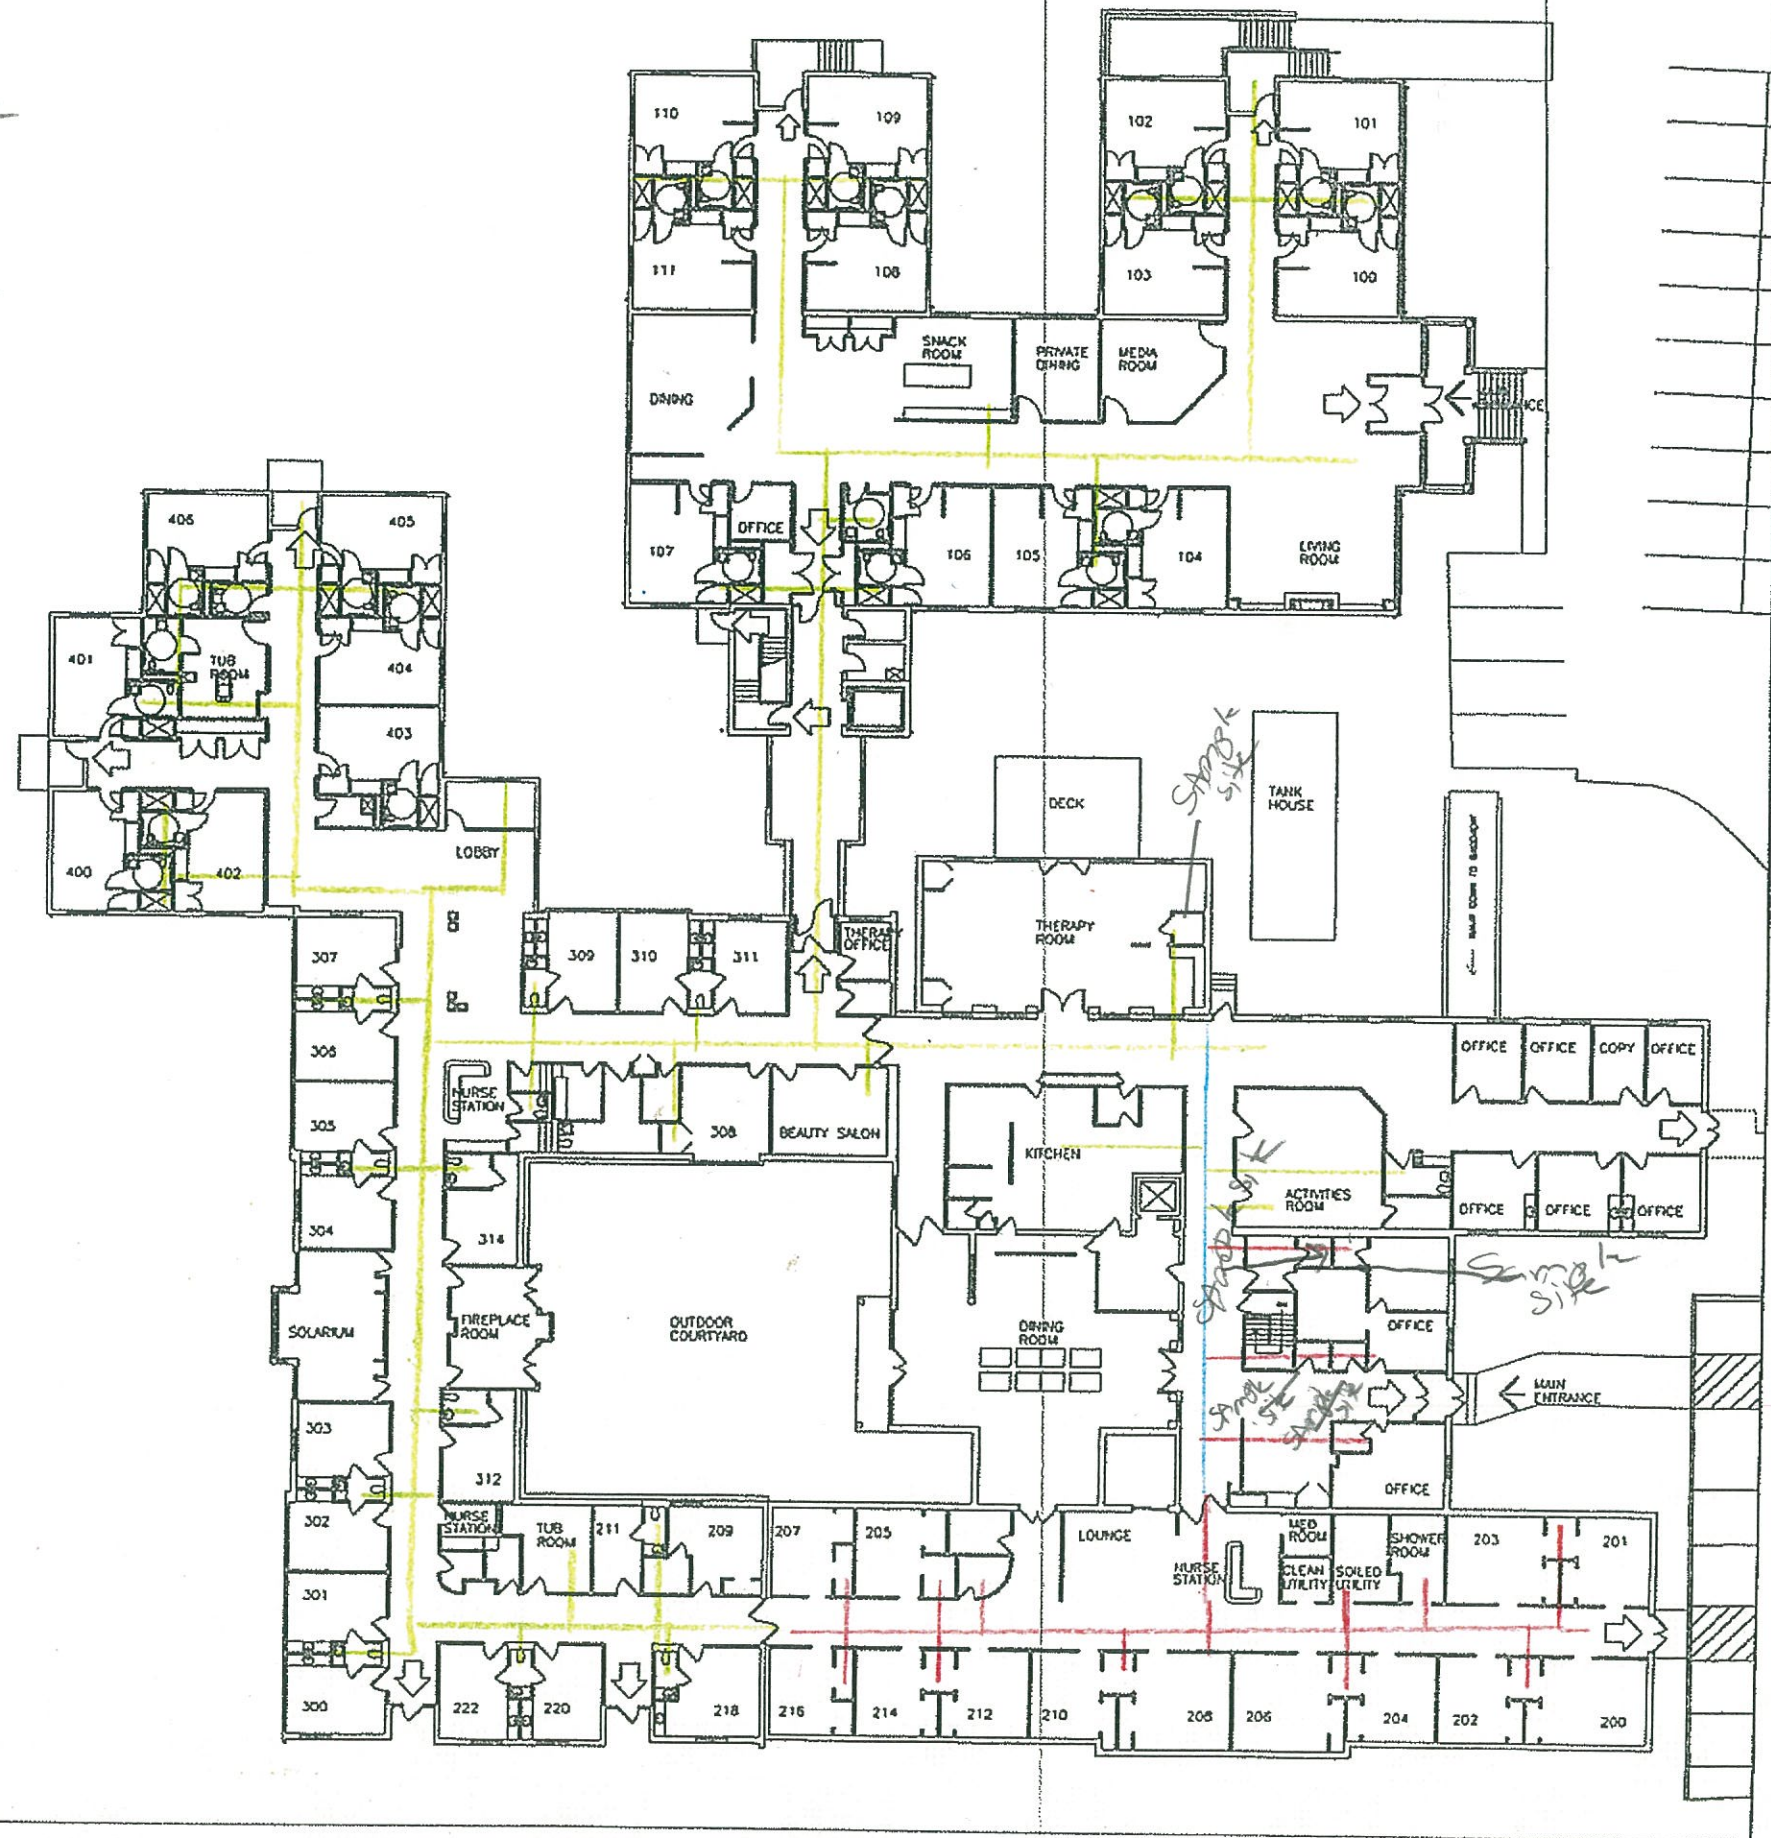 110
109
102
101
111
108
103
100
SNACK
ROOM
PRIVATE
DINING
MEDIA
ROOM
DINING
107
OFFICE
106
105
104
LIVING
ROOM
406
405
401
TUB
ROOM
404
403
400
402
LOBBY
DECK
Sample
Site
TANK
HOUSE
307
309
310
311
THERAPY
OFFICE
THERAPY
ROOM
306
OFFICE
OFFICE
COPY
OFFICE
NURSE
STATION
305
308
BEAUTY SALON
KITCHEN
ACTIVITIES
ROOM
OFFICE
OFFICE
OFFICE
304
314
Sample
Site
SOLARIUM
FIREPLACE
ROOM
OUTDOOR
COURTYARD
DINING
ROOM
OFFICE
MAIN
ENTRANCE
Sample
Site
Sample
Site
303
312
OFFICE
302
NURSE
STATION
TUB
ROOM
211
209
207
205
LOUNGE
NURSE
STATION
MED
ROOM
CLEAN
UTILITY
SOILED
UTILITY
SHOWER
ROOM
203
201
301
300
222
220
218
216
214
212
210
208
206
204
202
200